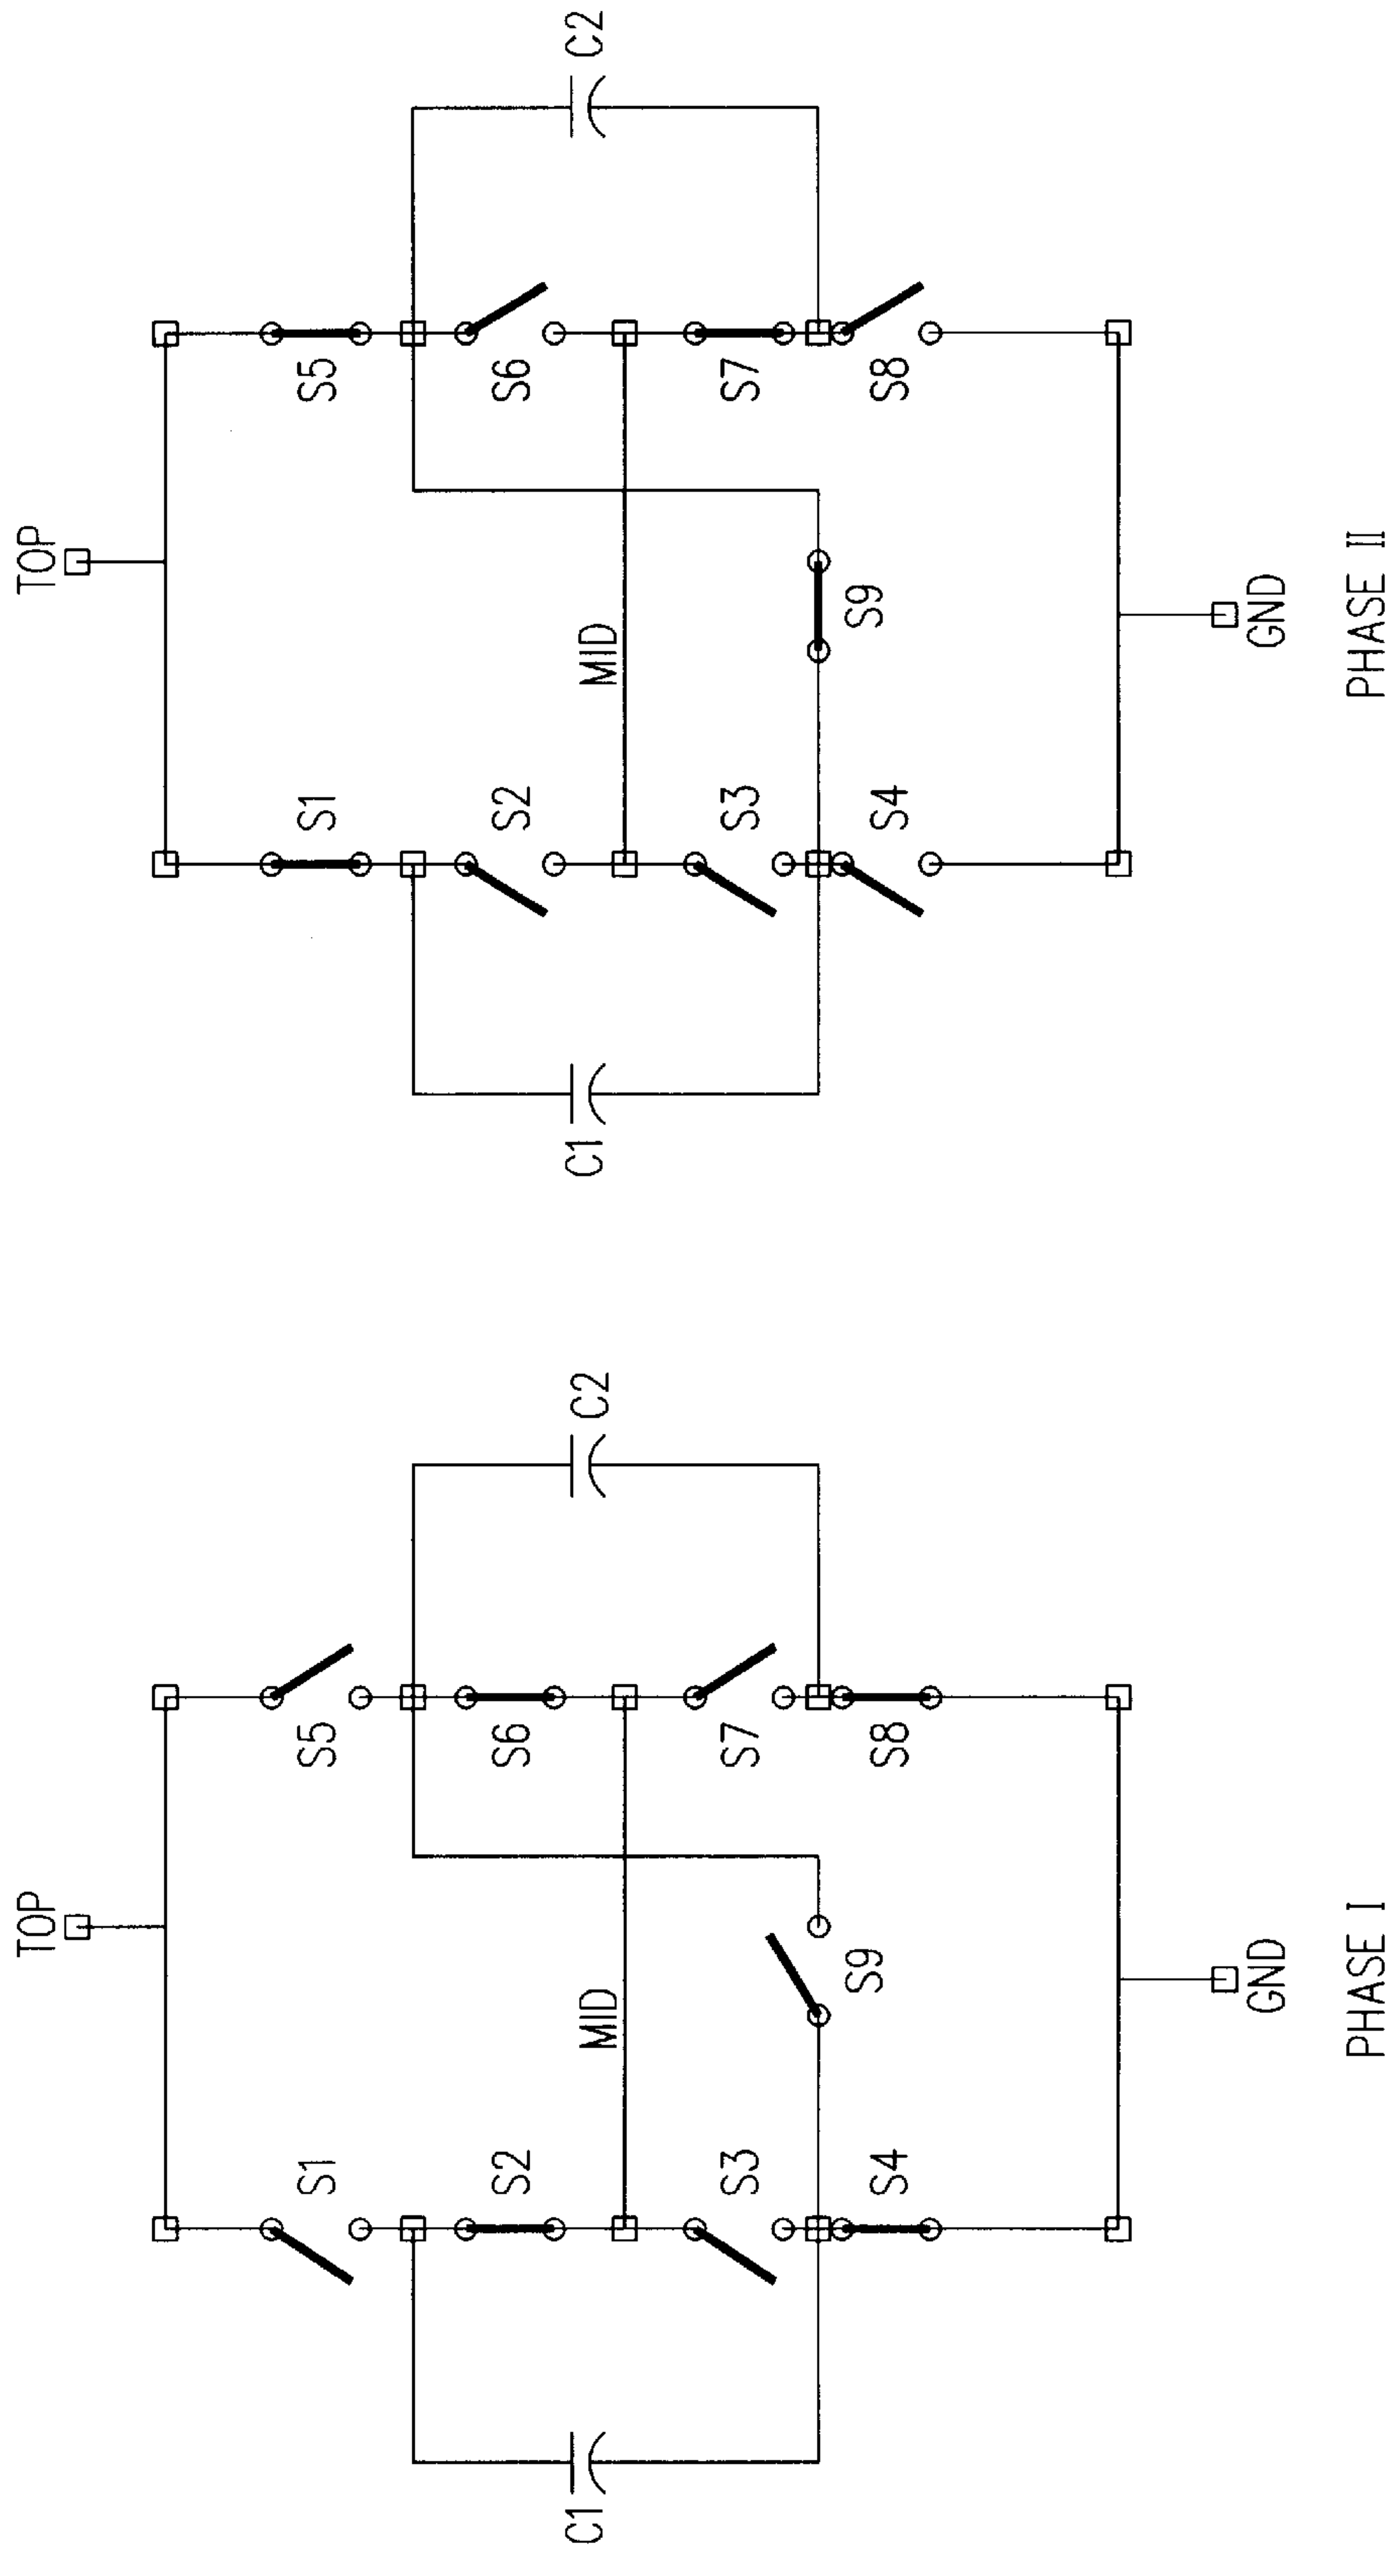 TOP
S1
S5
S2
S6
C1
C2
MID
S3
S7
S9
S4
S8
GND
PHASE I
TOP
S1
S5
S2
S6
C1
C2
MID
S3
S7
S9
S4
S8
GND
PHASE II